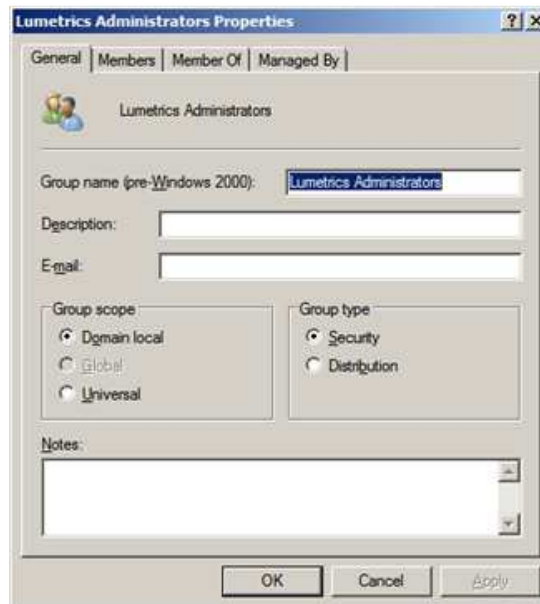 Lumetrics Administrators Properties
General Members Member Of Managed By
Lumetrics Administrators
Group name (pre-Windows 2000): Lumetrics Administrators
Description:
E-mail:
Group scope
Domain local
Global
Universal
Group type
Security
Distribution
Notes:
OK Cancel Apply